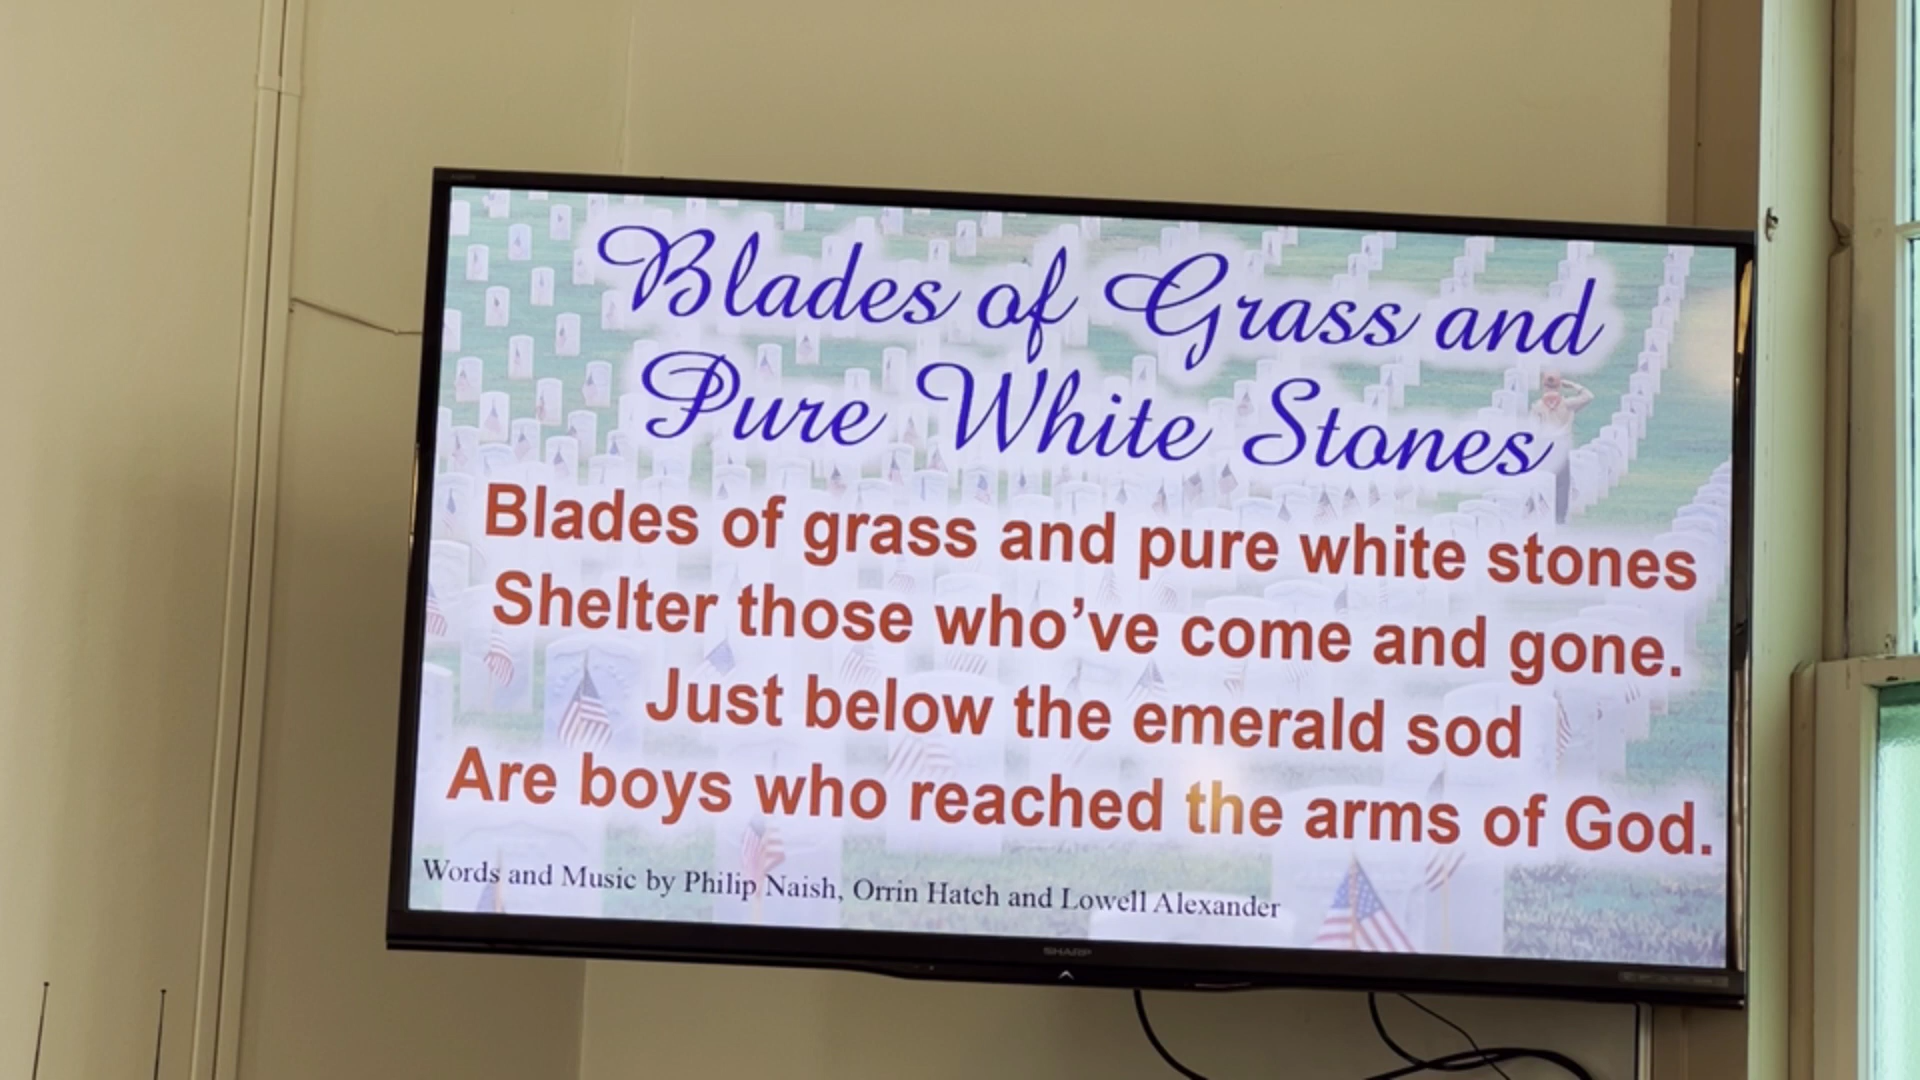 Blades of Grass and
Pure White Stones
Blades of grass and pure white stones
Shelter those who’ve come and gone.
Just below the emerald sod
Are boys who reached the arms of God.
Words and Music by Philip Naish, Orrin Hatch and Lowell Alexander
SHARP